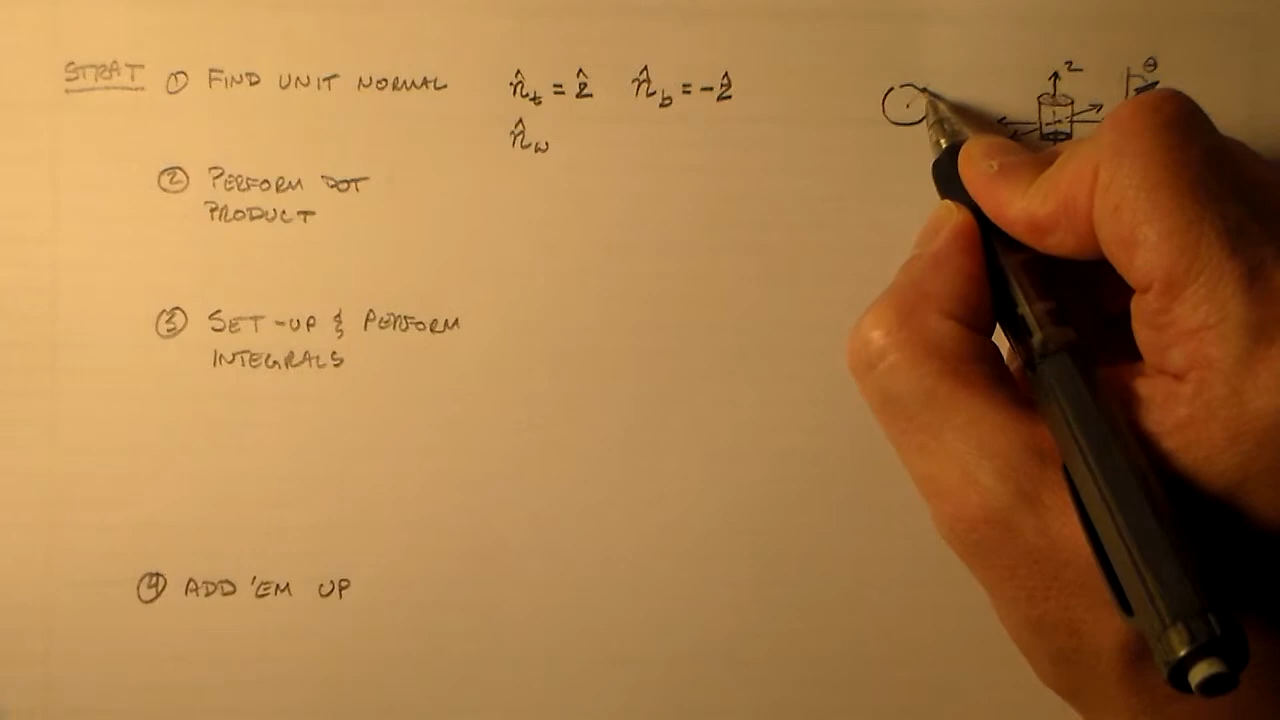 STRAT ① FIND UNIT NORMAL n̂t = ẑ n̂b = -ẑ
n̂w
② PERFORM DOT
PRODUCT
③ SET-UP & PERFORM
INTEGRALS
④ ADD 'EM UP
z
θ